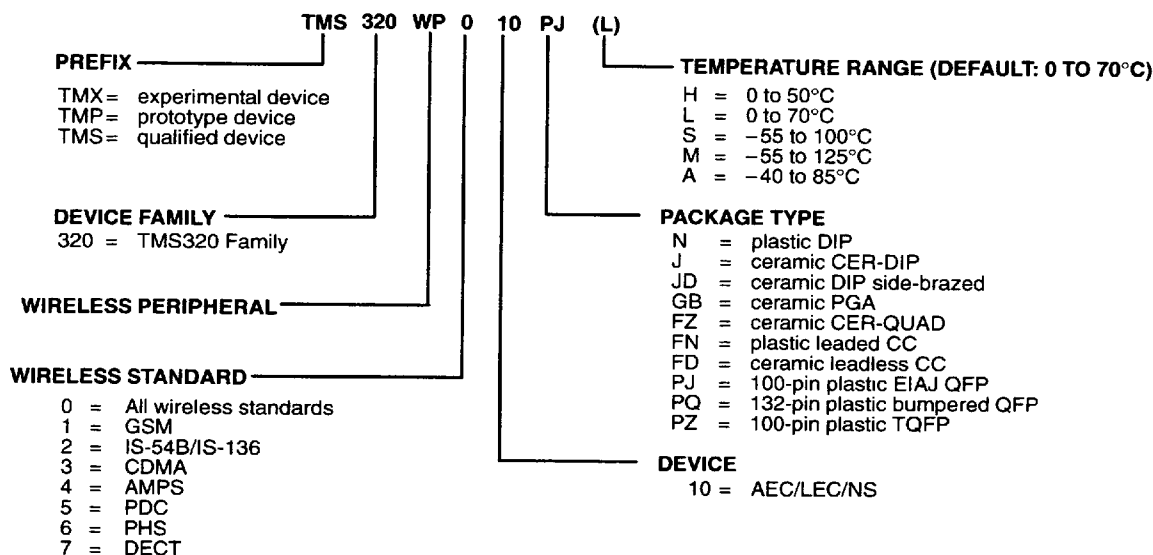 TMS 320 WP 0 10 PJ (L)
PREFIX
TMX = experimental device
TMP = prototype device
TMS = qualified device
DEVICE FAMILY
320 = TMS320 Family
WIRELESS PERIPHERAL
WIRELESS STANDARD
0 = All wireless standards
1 = GSM
2 = IS-54B/IS-136
3 = CDMA
4 = AMPS
5 = PDC
6 = PHS
7 = DECT
TEMPERATURE RANGE (DEFAULT: 0 TO 70°C)
H = 0 to 50°C
L = 0 to 70°C
S = −55 to 100°C
M = −55 to 125°C
A = −40 to 85°C
PACKAGE TYPE
N = plastic DIP
J = ceramic CER-DIP
JD = ceramic DIP side-brazed
GB = ceramic PGA
FZ = ceramic CER-QUAD
FN = plastic leaded CC
FD = ceramic leadless CC
PJ = 100-pin plastic EIAJ QFP
PQ = 132-pin plastic bumpered QFP
PZ = 100-pin plastic TQFP
DEVICE
10 = AEC/LEC/NS